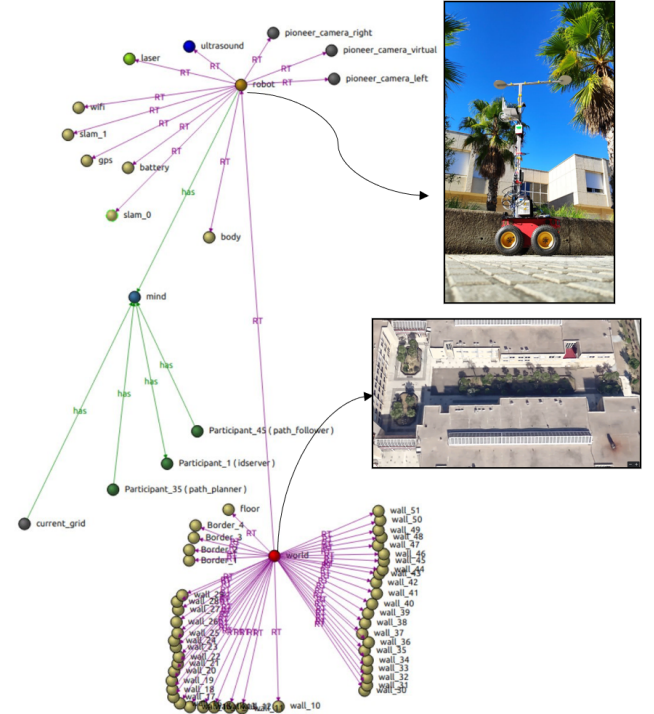 pioneer_camera_right
ultrasound
pioneer_camera_virtual
laser
RT
RT
RT
RT
RT
pioneer_camera_left
robot
wifi
RT
slam_1
RT
RT
RT
gps
RT
battery
RT
has
slam_0
body
mind
RT
has
has
has
has
Participant_45 ( path_follower )
Participant_1 ( idserver )
Participant_35 ( path_planner )
current_grid
floor
wall_51
wall_50
Border_4
RT
wall_49
wall_48
Border_3
wall_47
world
wall_46
wall_45
wall_44
wall_42
wall_41
wall_40
wall_28
wall_27
wall_39
wall_26
wall_38
wall_25
RT
wall_37
wall_24
wall_36
wall_23
wall_35
wall_22
wall_34
wall_21
wall_33
wall_20
wall_32
wall_19
wall_31
wall_18
wall_30
wall_17
wall_10